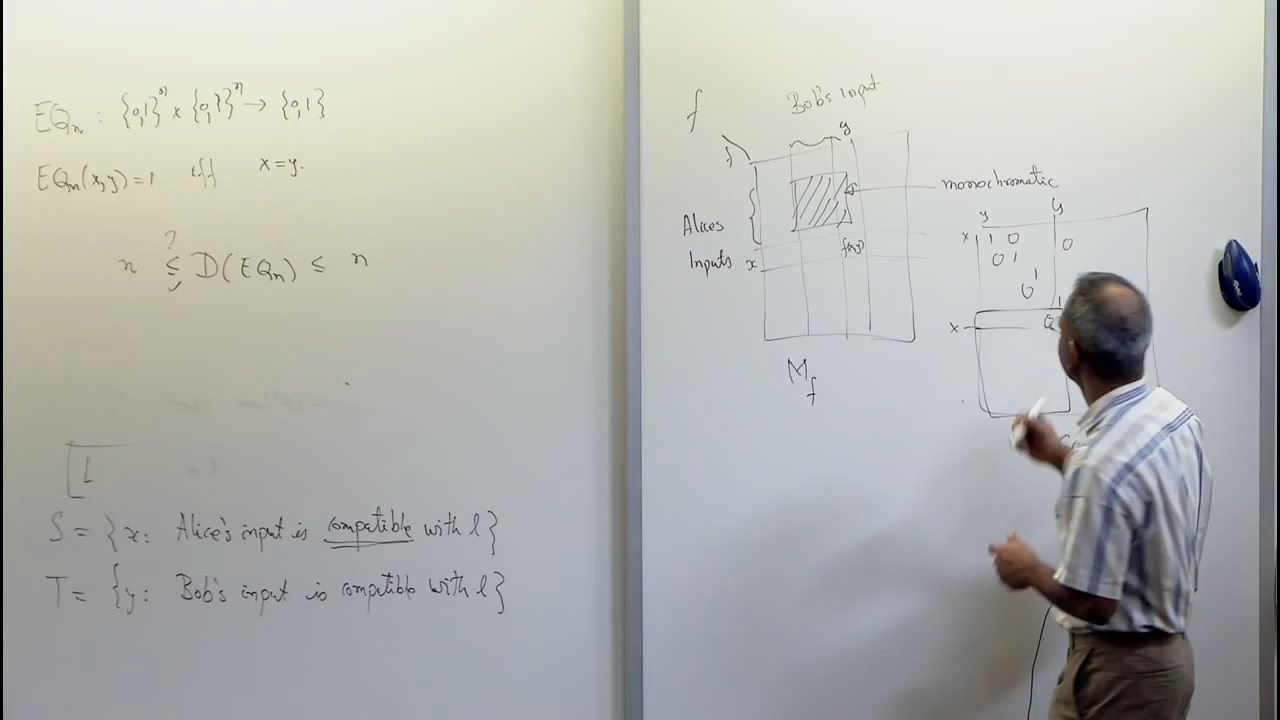 EQₙ : {0,1}ⁿ × {0,1}ⁿ → {0,1}
EQₙ(x,y)=1 iff x=y.
?
n ≤ D(EQₙ) ≤ n
✓
L
S = {x: Alice's input is compatible with l}
T = {y: Bob's input is compatible with l}
f
Bob's input
f
y
monochromatic
Alices
Inputs
x
f(x,y)
M_f
y y
x 1 0 0
0 1
1
0
1
x